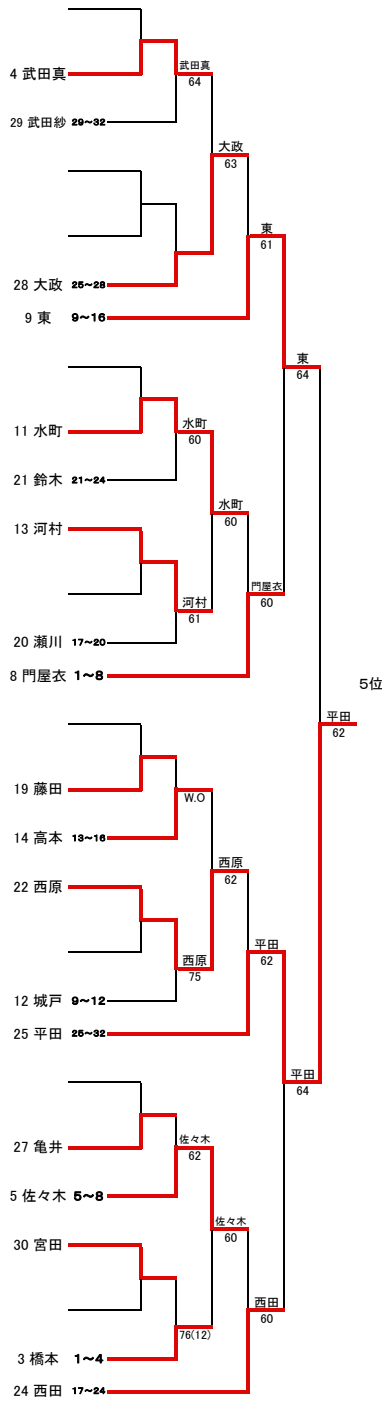 4 武田真
武田真
64
29 武田紗 29~32
大政
63
東
61
28 大政 25~28
9 東 9~16
東
64
11 水町
水町
60
21 鈴木 21~24
水町
60
13 河村
門屋衣
60
河村
61
20 瀬川 17~20
8 門屋衣 1~8
5位
平田
62
19 藤田
W.O
14 高本 13~16
西原
62
22 西原
平田
62
西原
75
12 城戸 9~12
25 平田 25~32
平田
64
27 亀井
佐々木
62
5 佐々木 5~8
佐々木
60
30 宮田
西田
60
76(12)
3 橋本 1~4
24 西田 17~24